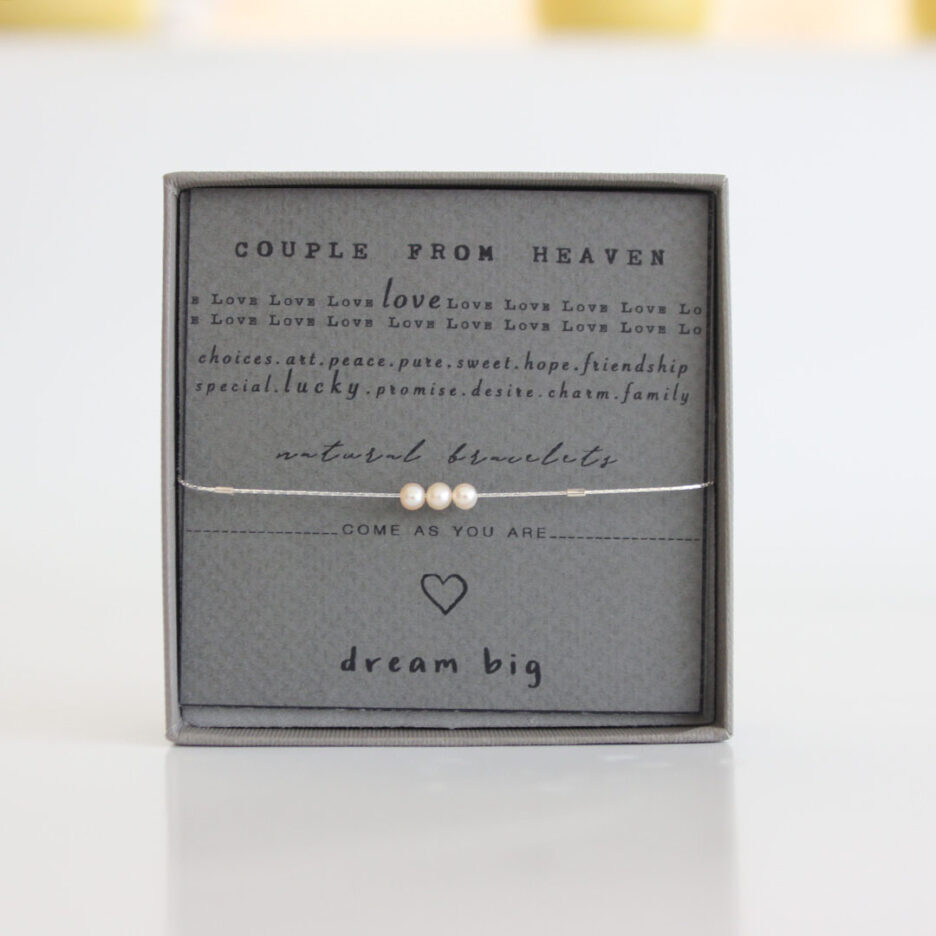 COUPLE FROM HEAVEN
E LOVE LOVE LOVE love LOVE LOVE LOVE LOVE LO
E LOVE LOVE LOVE LOVE LOVE LOVE LOVE LOVE LO
choices.art.peace.pure.sweet.hope.friendship
special.lucky.promise.desire.charm.family
natural bracelets
COME AS YOU ARE
dream big